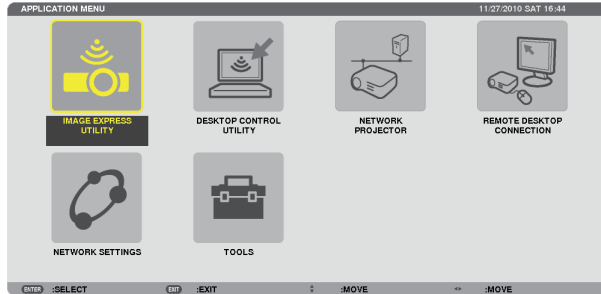 APPLICATION MENU 11/27/2010 SAT 16:44
IMAGE EXPRESS
UTILITY
DESKTOP CONTROL
UTILITY
NETWORK
PROJECTOR
REMOTE DESKTOP
CONNECTION
NETWORK SETTINGS
TOOLS
ENTER :SELECT EXIT :EXIT :MOVE :MOVE